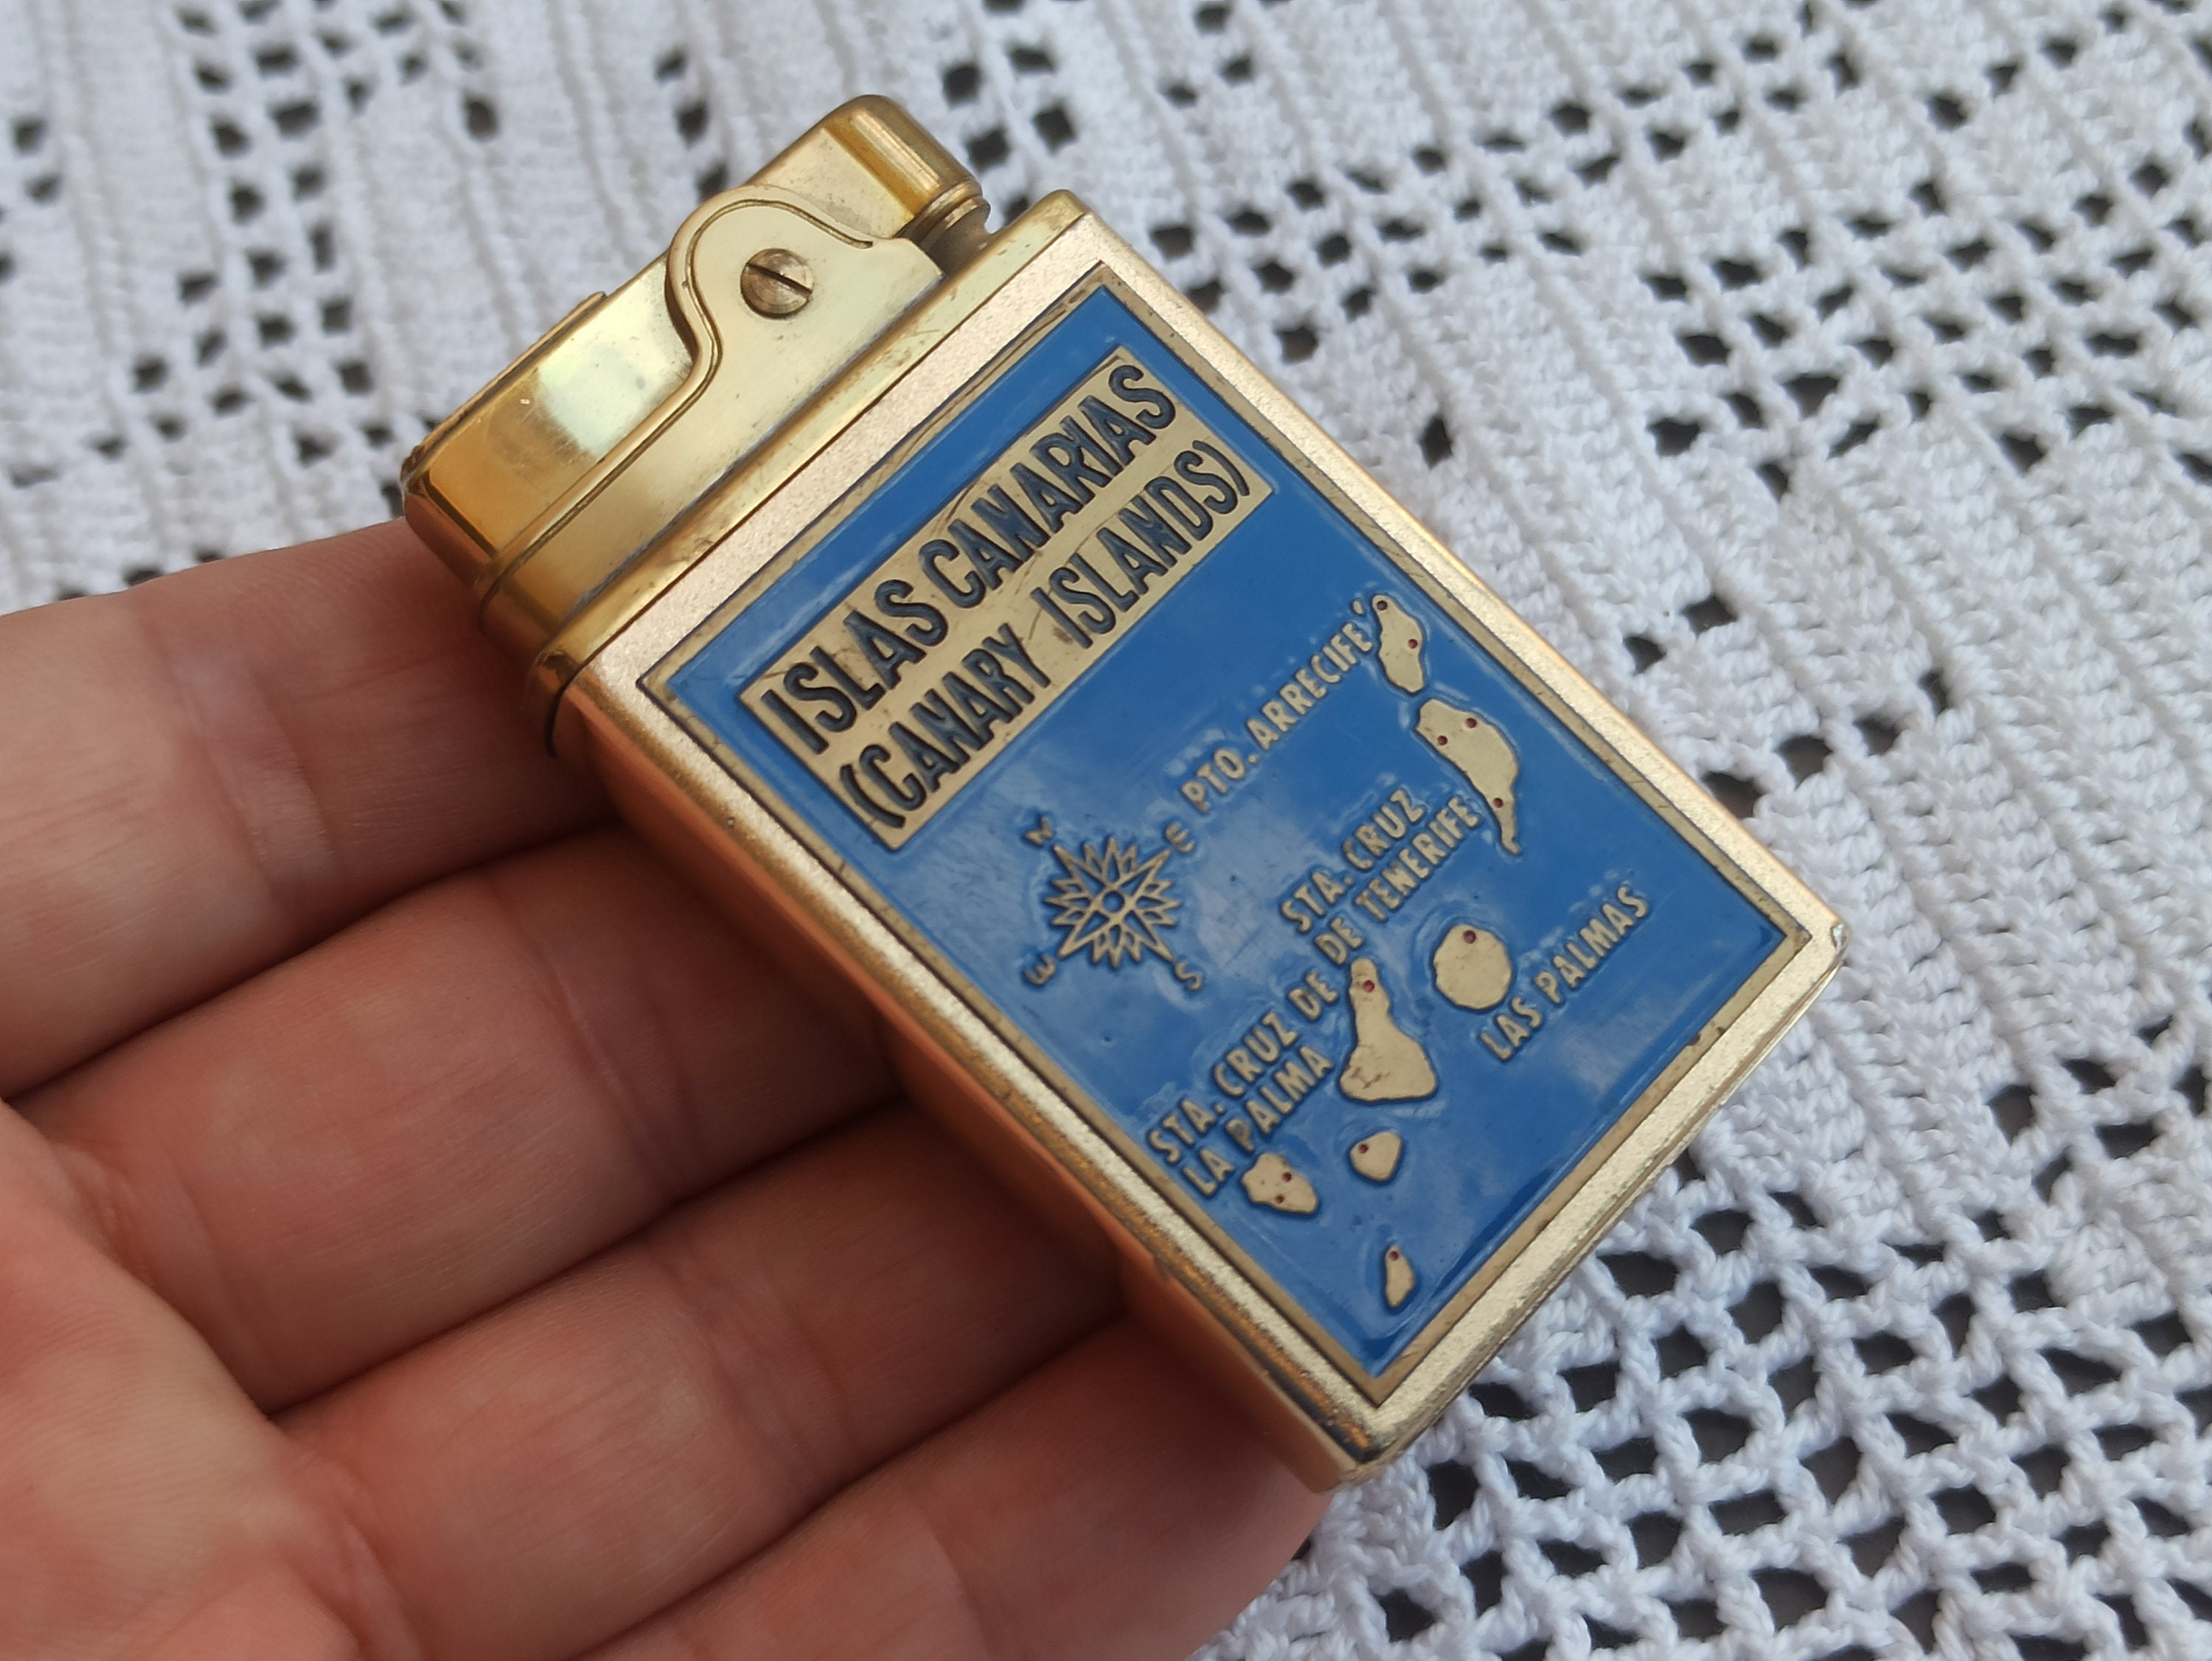 ISLAS CANARIAS
(CANARY ISLANDS)
PTO. ARRECIFE
N
E
W
S
STA. CRUZ
DE TENERIFE
LAS PALMAS
STA. CRUZ DE
LA PALMA